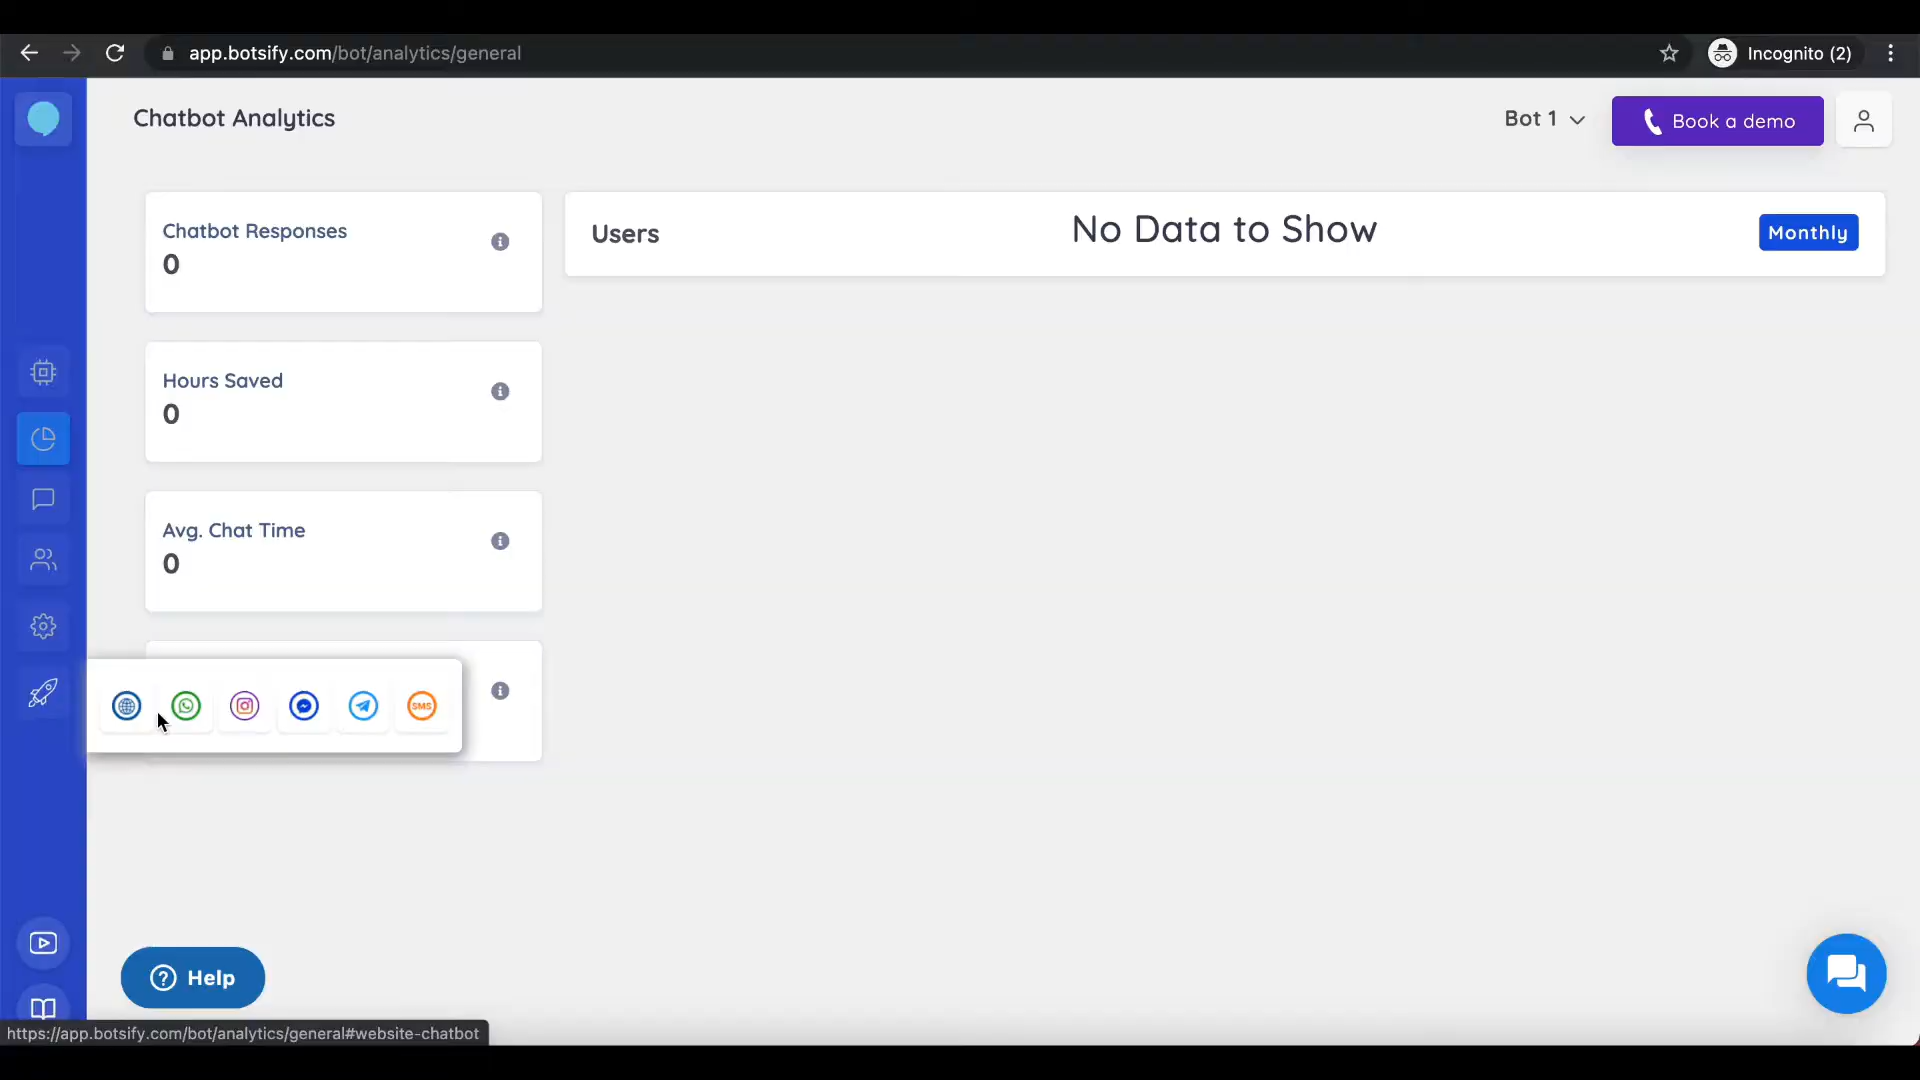 app.botsify.com/bot/analytics/general
Incognito (2)
Chatbot Analytics
Bot 1
Book a demo
Chatbot Responses
0
Users
No Data to Show
Monthly
Hours Saved
0
Avg. Chat Time
0
SMS
Help
https://app.botsify.com/bot/analytics/general#website-chatbot